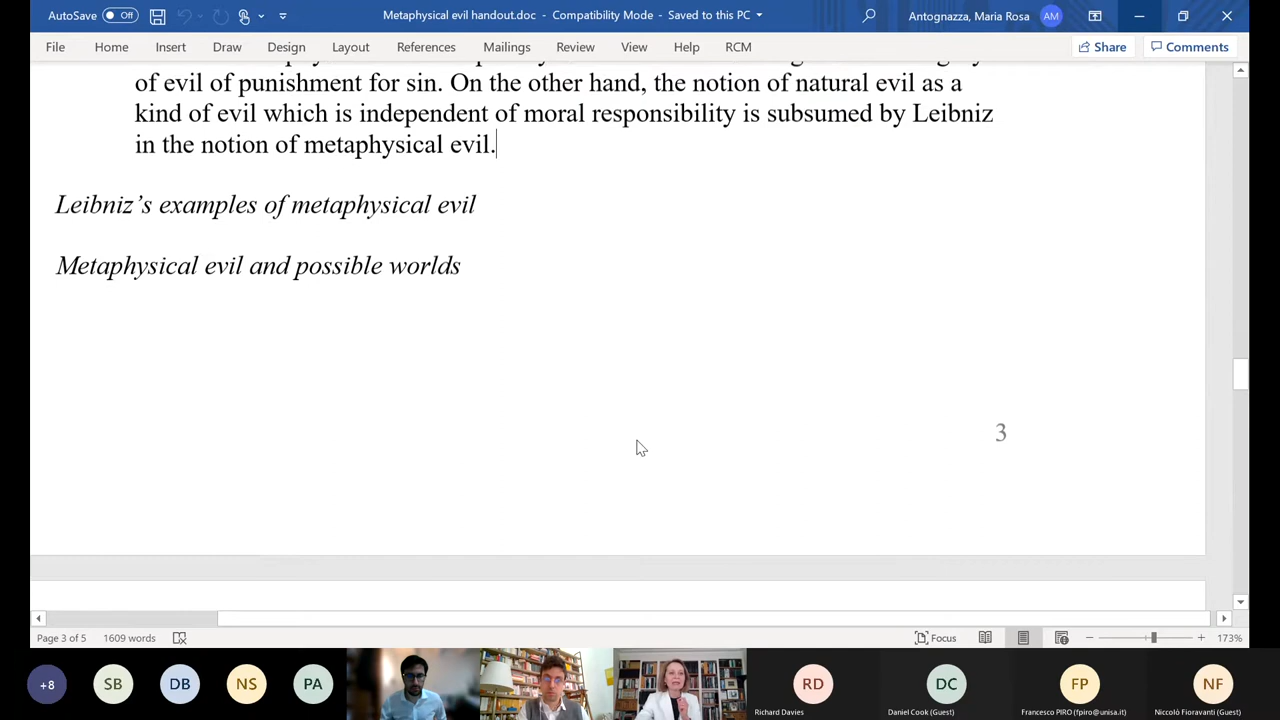 AutoSave Off Metaphysical evil handout.doc - Compatibility Mode - Saved to this PC Antognazza, Maria Rosa AM
File Home Insert Draw Design Layout References Mailings Review View Help RCM Share Comments
of evil of punishment for sin. On the other hand, the notion of natural evil as a
kind of evil which is independent of moral responsibility is subsumed by Leibniz
in the notion of metaphysical evil.
Leibniz’s examples of metaphysical evil
Metaphysical evil and possible worlds
3
Page 3 of 5 1609 words Focus 173%
+8 SB DB NS PA RD DC FP NF
Richard Davies Daniel Cook (Guest) Francesco PIRO (fpiro@unisa.it) Niccolò Fioravanti (Guest)